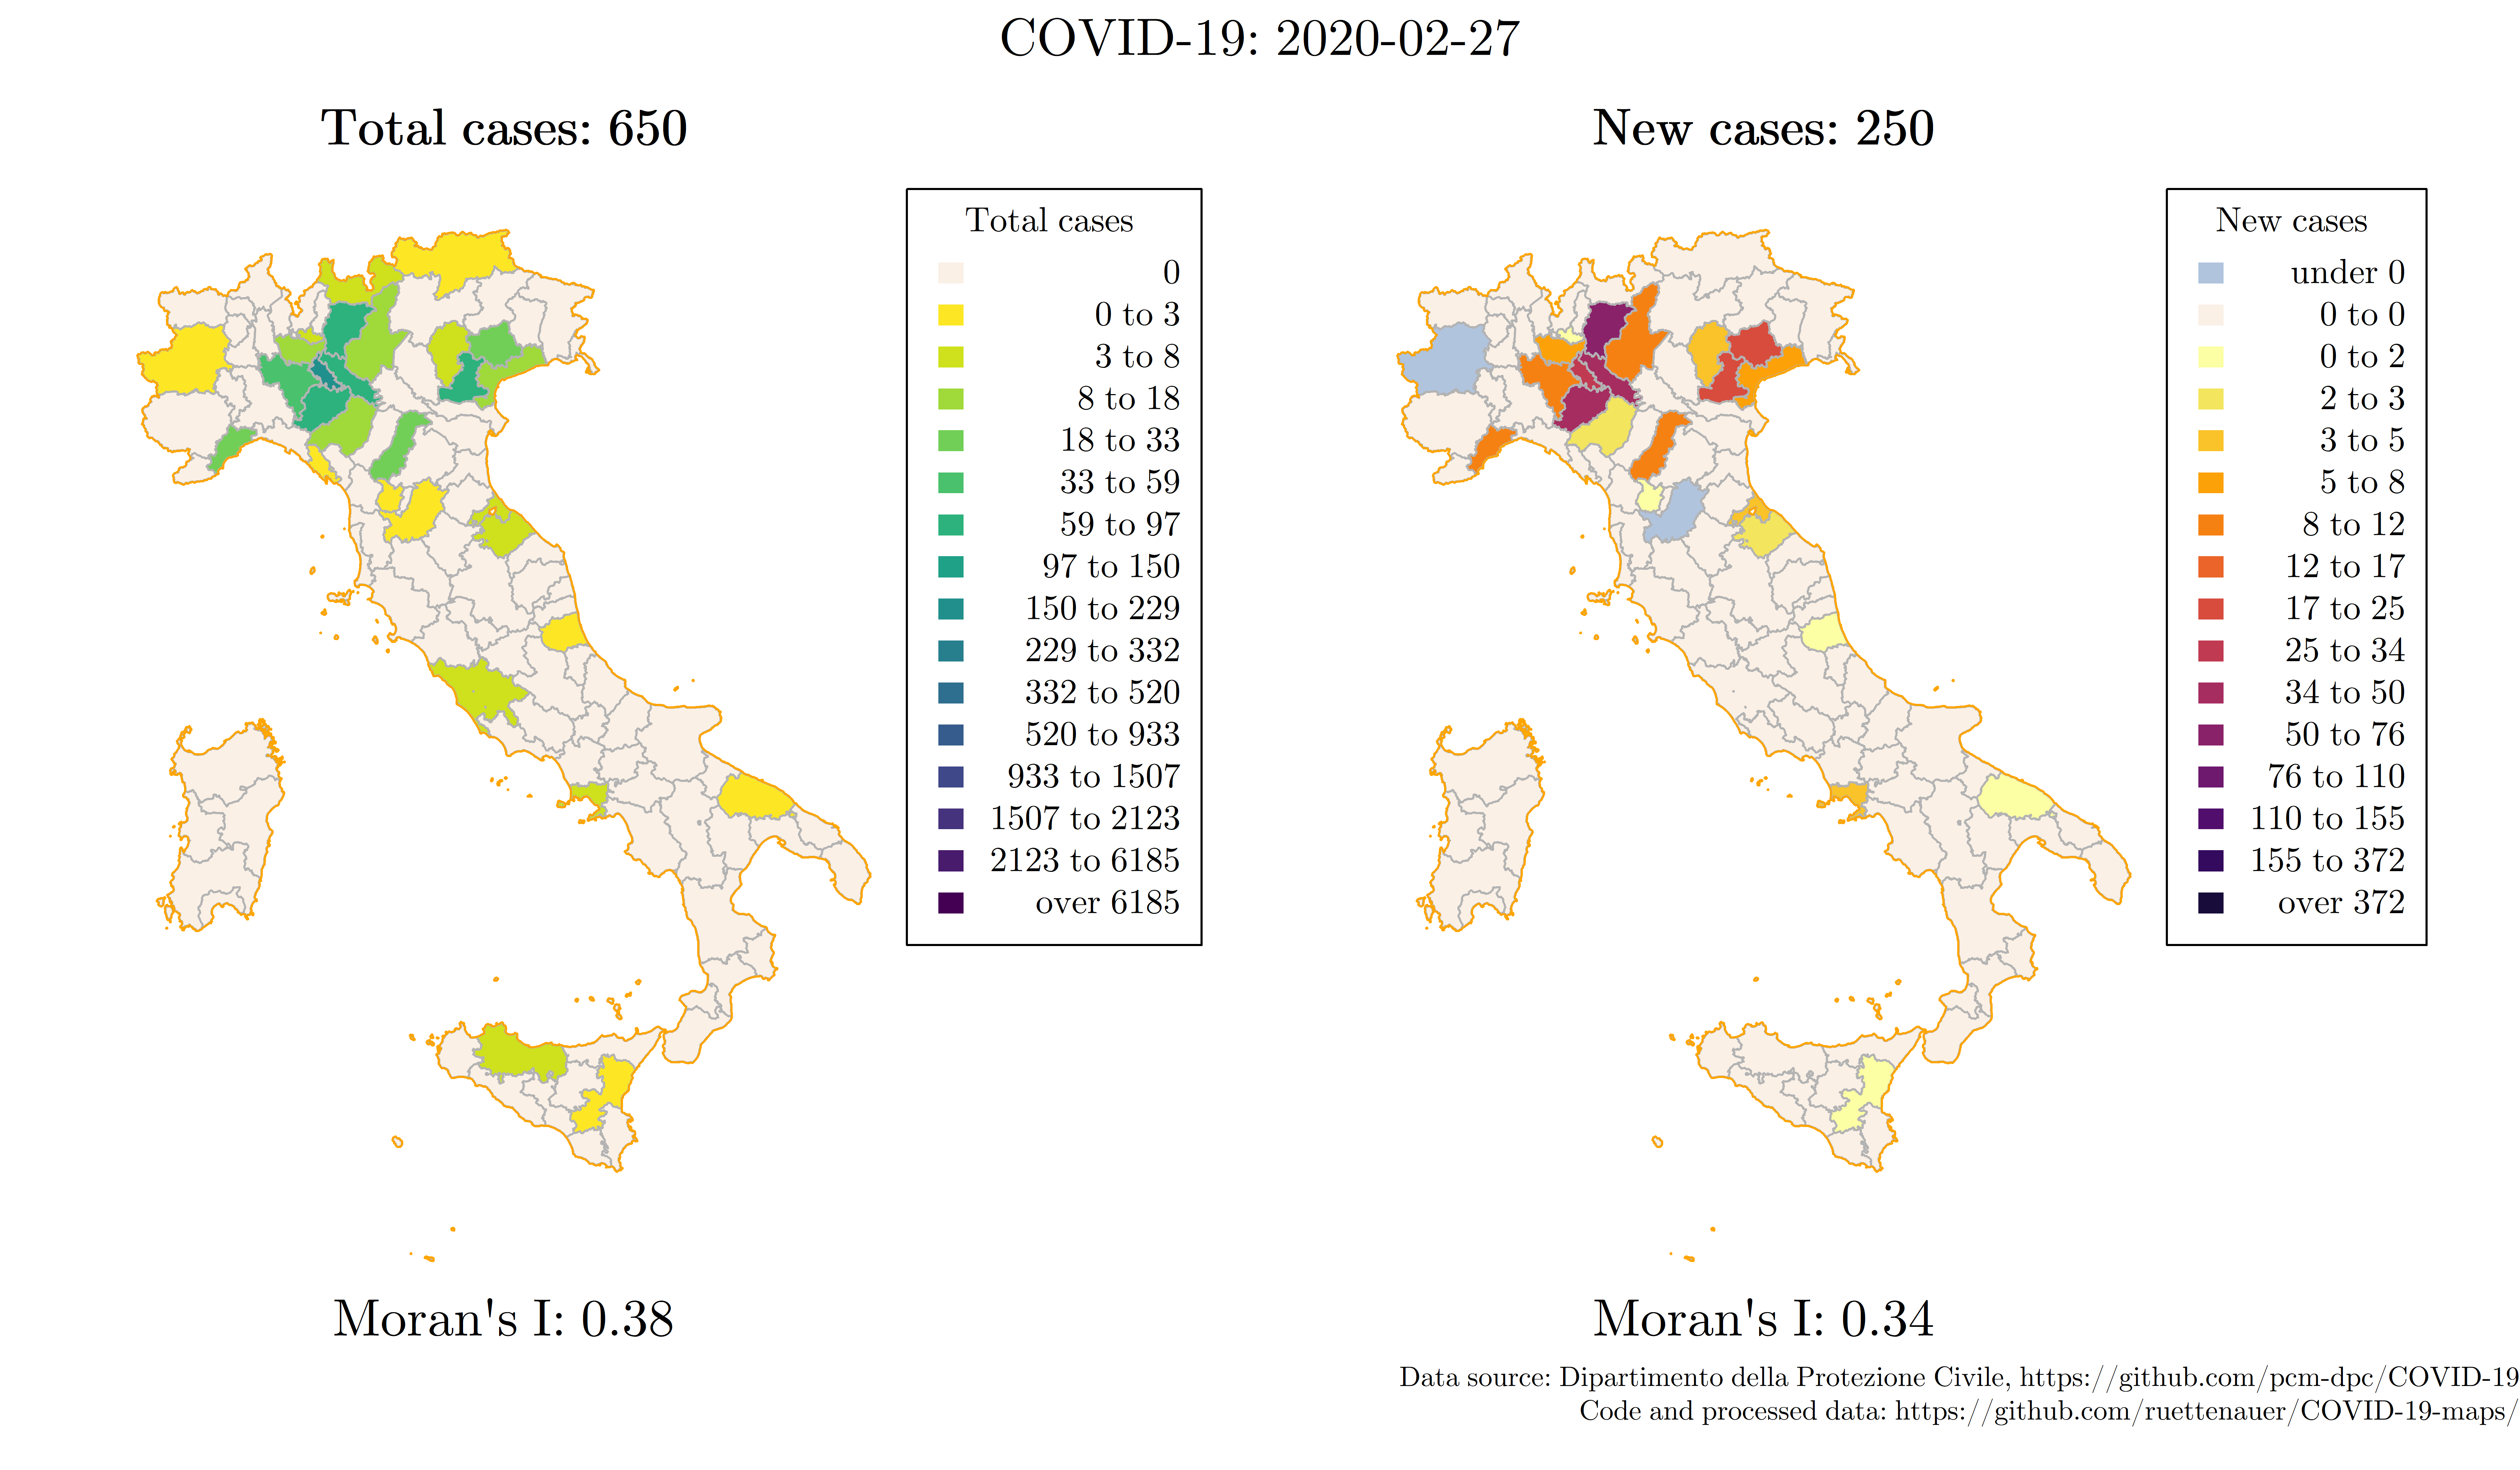 COVID-19: 2020-02-27
Total cases: 650
Total cases
0
0 to 3
3 to 8
8 to 18
18 to 33
33 to 59
59 to 97
97 to 150
150 to 229
229 to 332
332 to 520
520 to 933
933 to 1507
1507 to 2123
2123 to 6185
over 6185
Moran's I: 0.38
New cases: 250
New cases
under 0
0 to 0
0 to 2
2 to 3
3 to 5
5 to 8
8 to 12
12 to 17
17 to 25
25 to 34
34 to 50
50 to 76
76 to 110
110 to 155
155 to 372
over 372
Moran's I: 0.34
Data source: Dipartimento della Protezione Civile, https://github.com/pcm-dpc/COVID-19
Code and processed data: https://github.com/ruettenauer/COVID-19-maps/